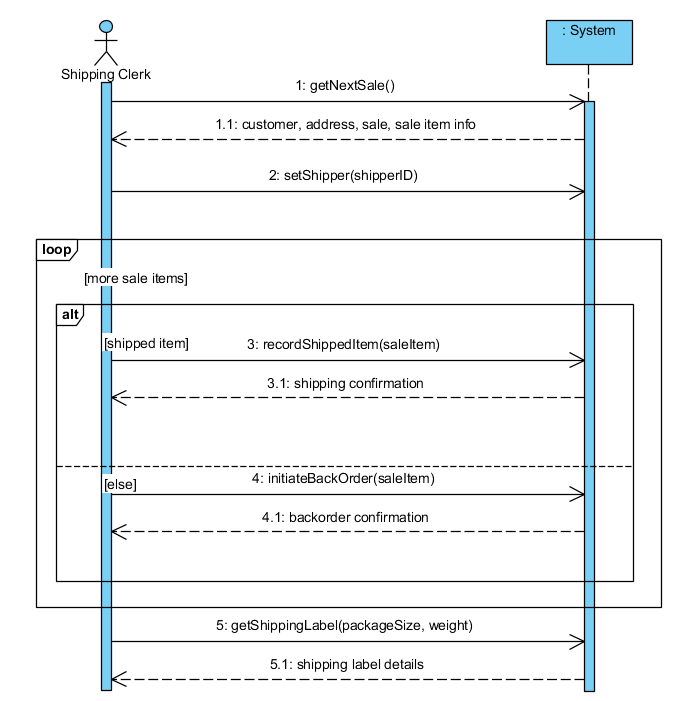 : System
Shipping Clerk
1: getNextSale()
1.1: customer, address, sale, sale item info
2: setShipper(shipperID)
loop
[more sale items]
alt
[shipped item]
3: recordShippedItem(saleItem)
3.1: shipping confirmation
[else]
4: initiateBackOrder(saleItem)
4.1: backorder confirmation
5: getShippingLabel(packageSize, weight)
5.1: shipping label details